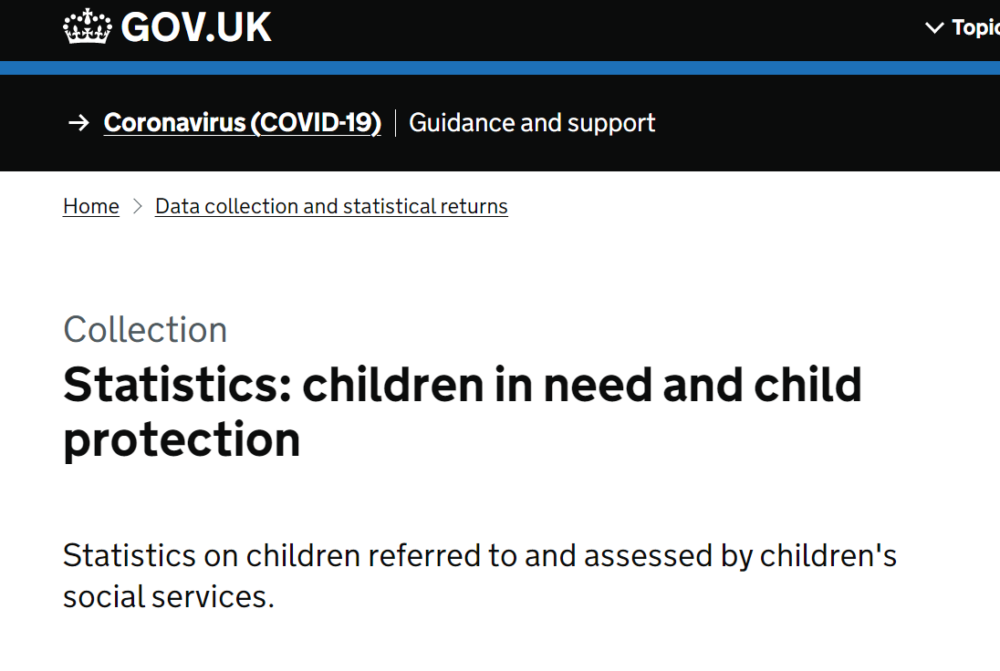 GOV.UK
Topic
→ Coronavirus (COVID-19) | Guidance and support
Home > Data collection and statistical returns
Collection
Statistics: children in need and child
protection
Statistics on children referred to and assessed by children's
social services.